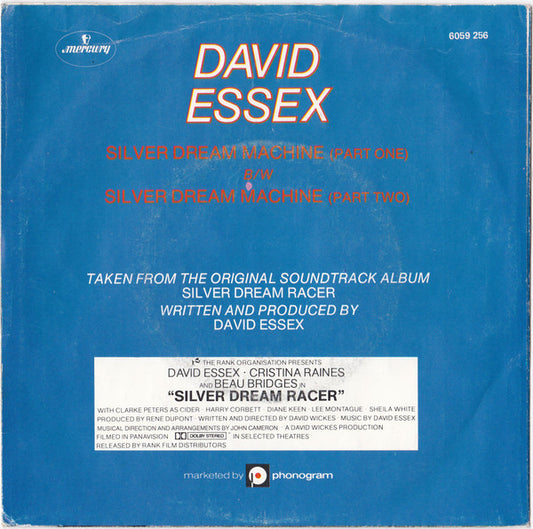 mercury
6059 256
DAVID
ESSEX
SILVER DREAM MACHINE (PART ONE)
B/W
SILVER DREAM MACHINE (PART TWO)
TAKEN FROM THE ORIGINAL SOUNDTRACK ALBUM
SILVER DREAM RACER
WRITTEN AND PRODUCED BY
DAVID ESSEX
THE RANK ORGANISATION PRESENTS
DAVID ESSEX · CRISTINA RAINES
AND BEAU BRIDGES IN
“SILVER DREAM RACER”
WITH CLARKE PETERS AS CIDER · HARRY CORBETT · DIANE KEEN · LEE MONTAGUE · SHEILA WHITE
PRODUCED BY RENE DUPONT · WRITTEN AND DIRECTED BY DAVID WICKES · MUSIC BY DAVID ESSEX
MUSICAL DIRECTION AND ARRANGEMENTS BY JOHN CAMERON · A DAVID WICKES PRODUCTION
FILMED IN PANAVISION DOLBY STEREO IN SELECTED THEATRES
RELEASED BY RANK FILM DISTRIBUTORS
marketed by p phonogram